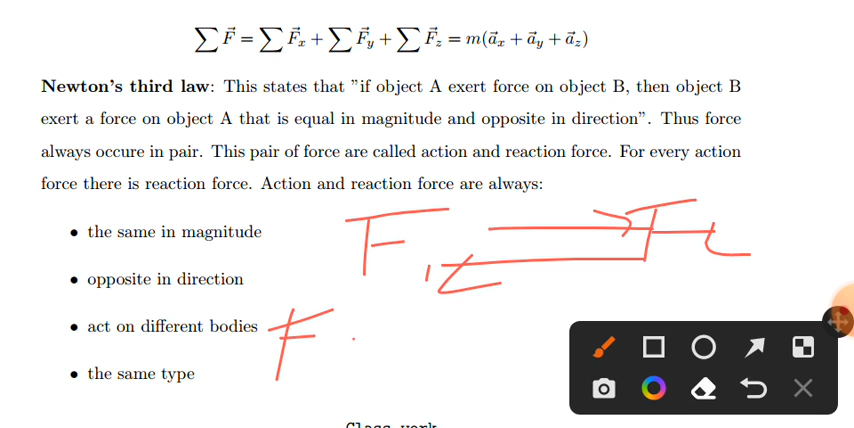 ∑F⃗ = ∑F⃗ₓ + ∑F⃗ᵧ + ∑F⃗_z = m(a⃗ₓ + a⃗ᵧ + a⃗_z)
Newton's third law: This states that ”if object A exert force on object B, then object B
exert a force on object A that is equal in magnitude and opposite in direction”. Thus force
always occure in pair. This pair of force are called action and reaction force. For every action
force there is reaction force. Action and reaction force are always:
• the same in magnitude
• opposite in direction
• act on different bodies
• the same type
F
F
Class work